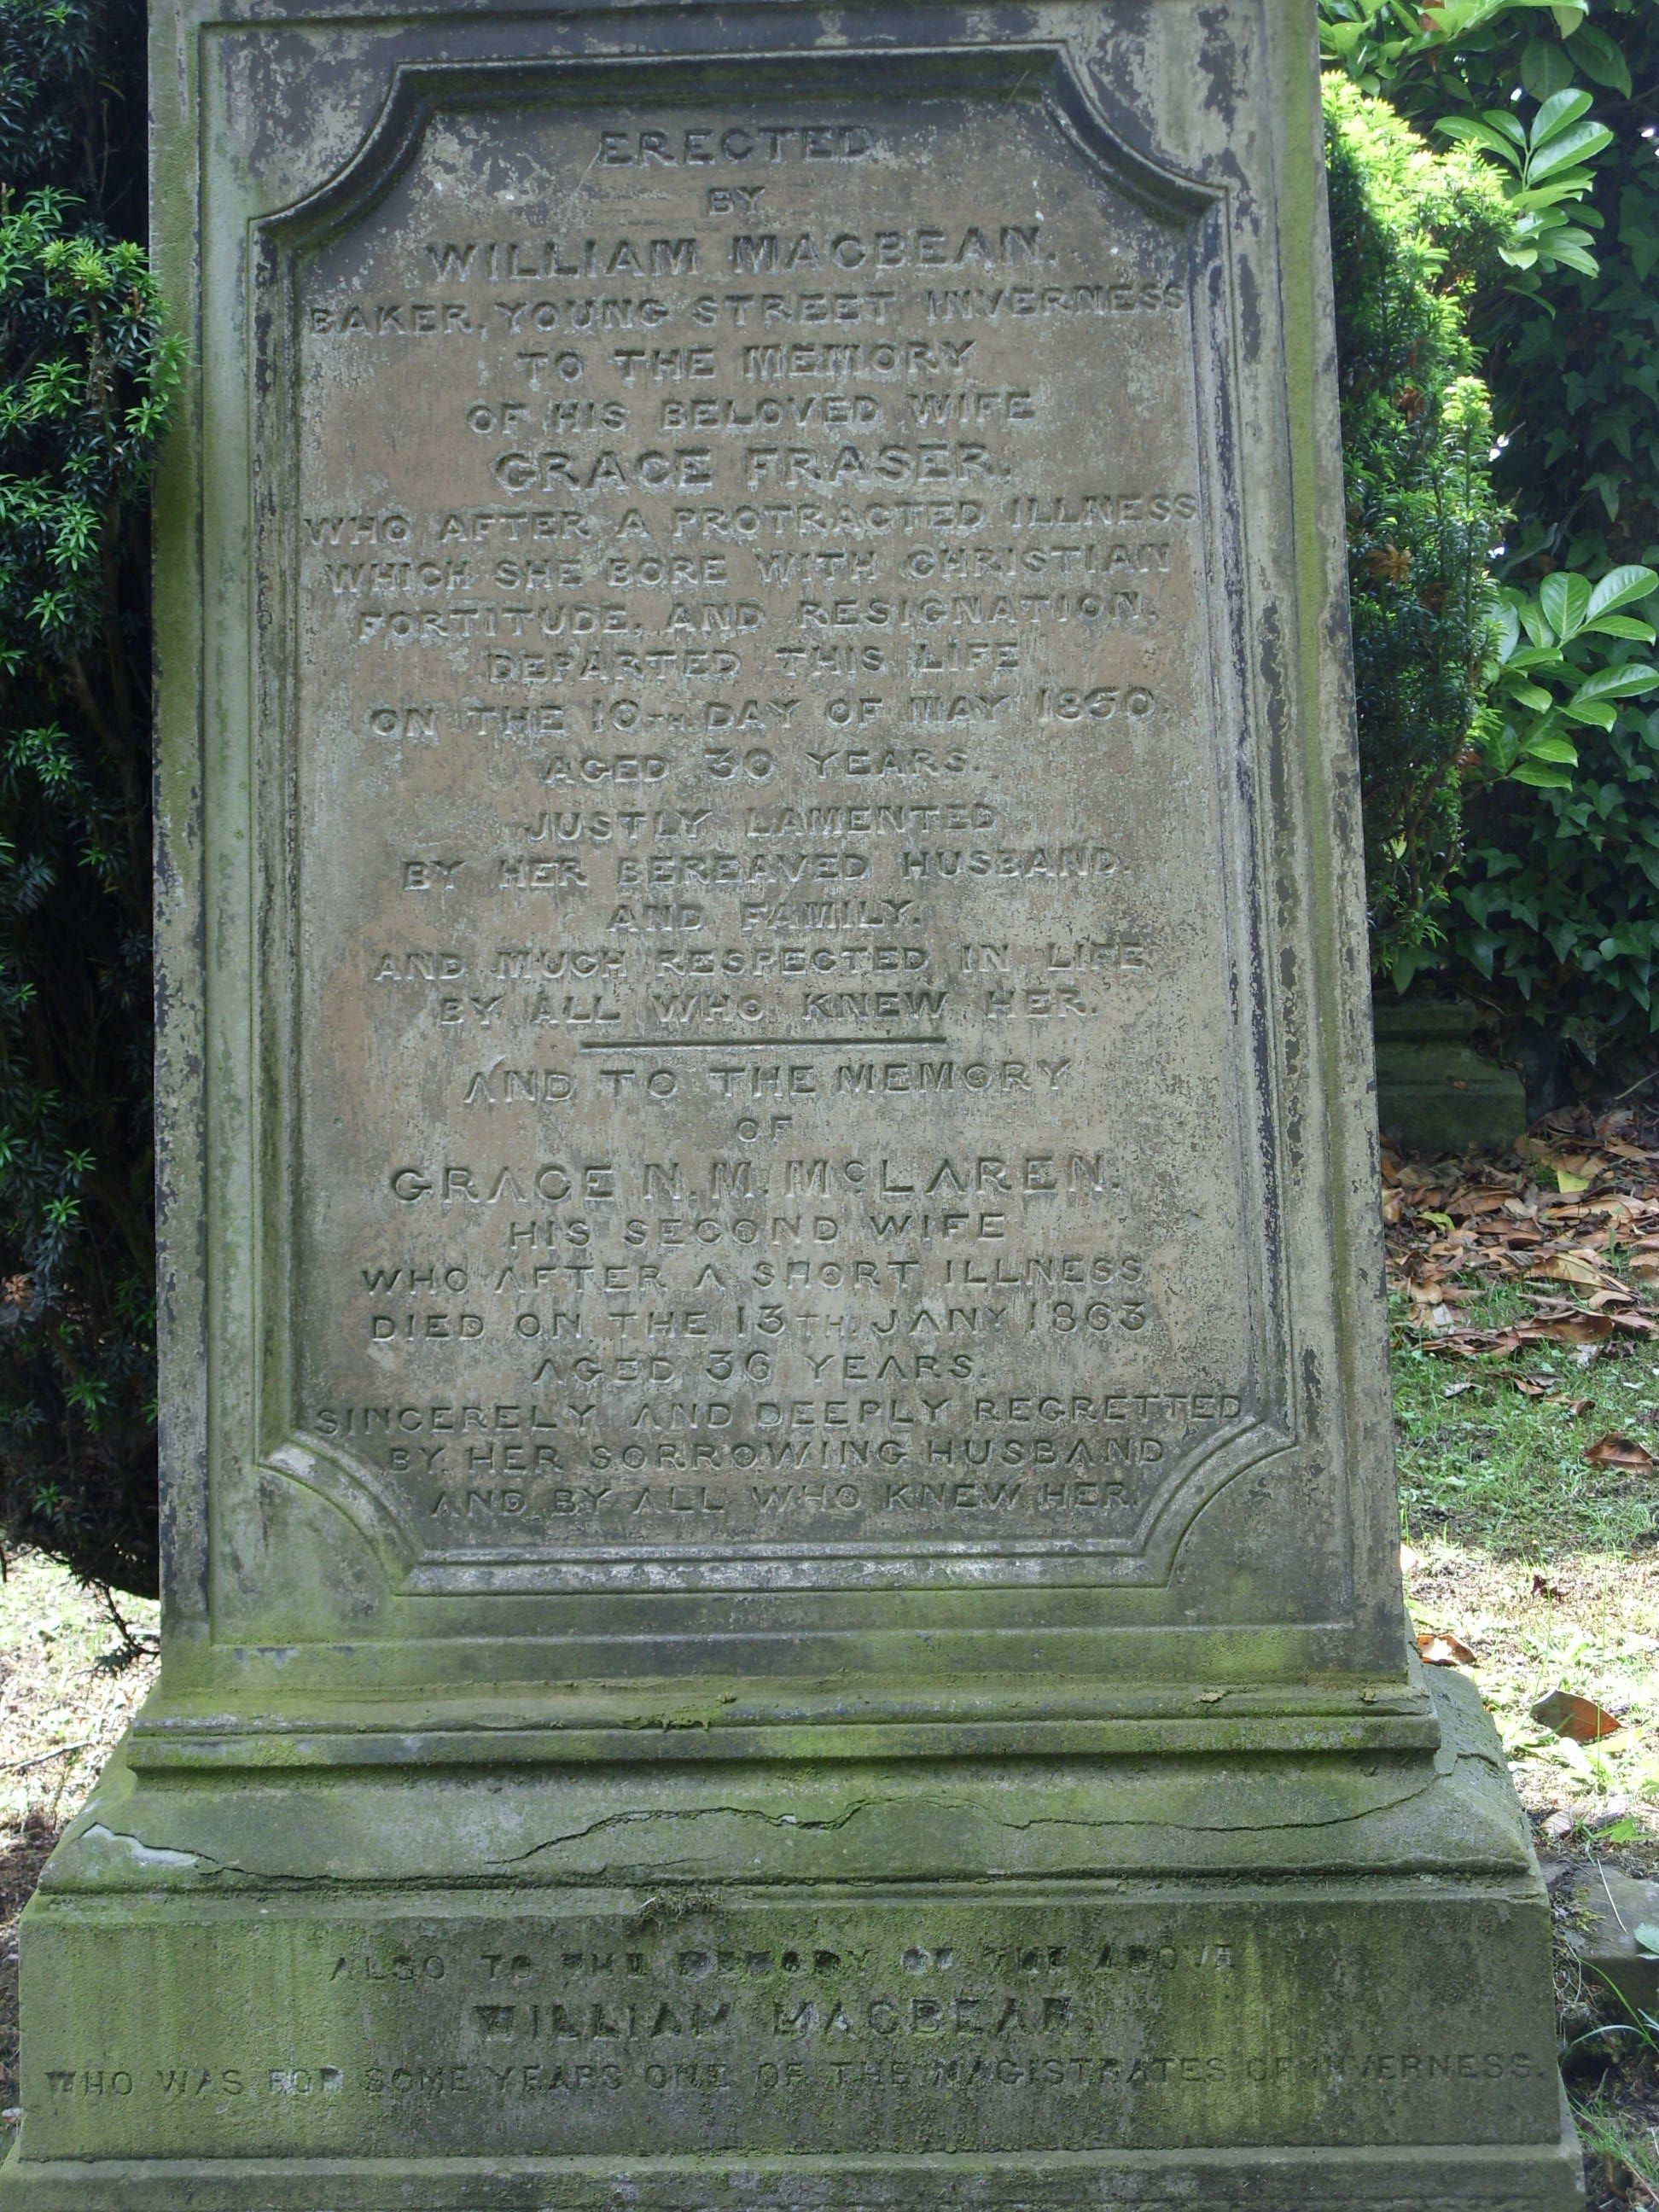 ERECTED
BY
WILLIAM MACBEAN.
BAKER, YOUNG STREET INVERNESS
TO THE MEMORY
OF HIS BELOVED WIFE
GRACE FRASER.
WHO AFTER A PROTRACTED ILLNESS
WHICH SHE BORE WITH CHRISTIAN
FORTITUDE, AND RESIGNATION.
DEPARTED THIS LIFE
ON THE 10TH DAY OF MAY
AGED 30 YEARS.
JUSTLY LAMENTED
BY HER BEREAVED HUSBAND.
AND FAMILY.
AND MUCH RESPECTED IN LIFE
BY ALL WHO KNEW HER.
AND TO THE MEMORY
OF
GRACE N. M. McLAREN.
HIS SECOND WIFE
WHO AFTER A SHORT ILLNESS
DIED ON THE 13TH JANY 1863
AGED 36 YEARS.
SINCERELY AND DEEPLY REGRETTED
BY HER SORROWING HUSBAND
AND BY ALL WHO KNEW HER.
ALSO TO THE MEMORY OF THE ABOVE
WILLIAM MACBEAN.
WHO WAS FOR SOME YEARS ONE OF THE MAGISTRATES OF INVERNESS.